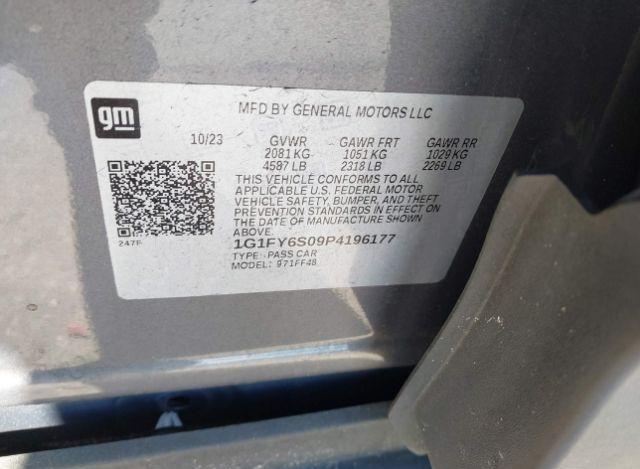 gm
MFD BY GENERAL MOTORS LLC
10/23 GVWR GAWR FRT GAWR RR
2081 KG 1051 KG 1029 KG
4587 LB 2318 LB 2269 LB
THIS VEHICLE CONFORMS TO ALL
APPLICABLE U.S. FEDERAL MOTOR
VEHICLE SAFETY, BUMPER, AND THEFT
PREVENTION STANDARDS IN EFFECT ON
THE DATE OF MANUFACTURE SHOWN
ABOVE.
247F 1G1FY6S09P4196177
TYPE: PASS CAR
MODEL: 971FF48